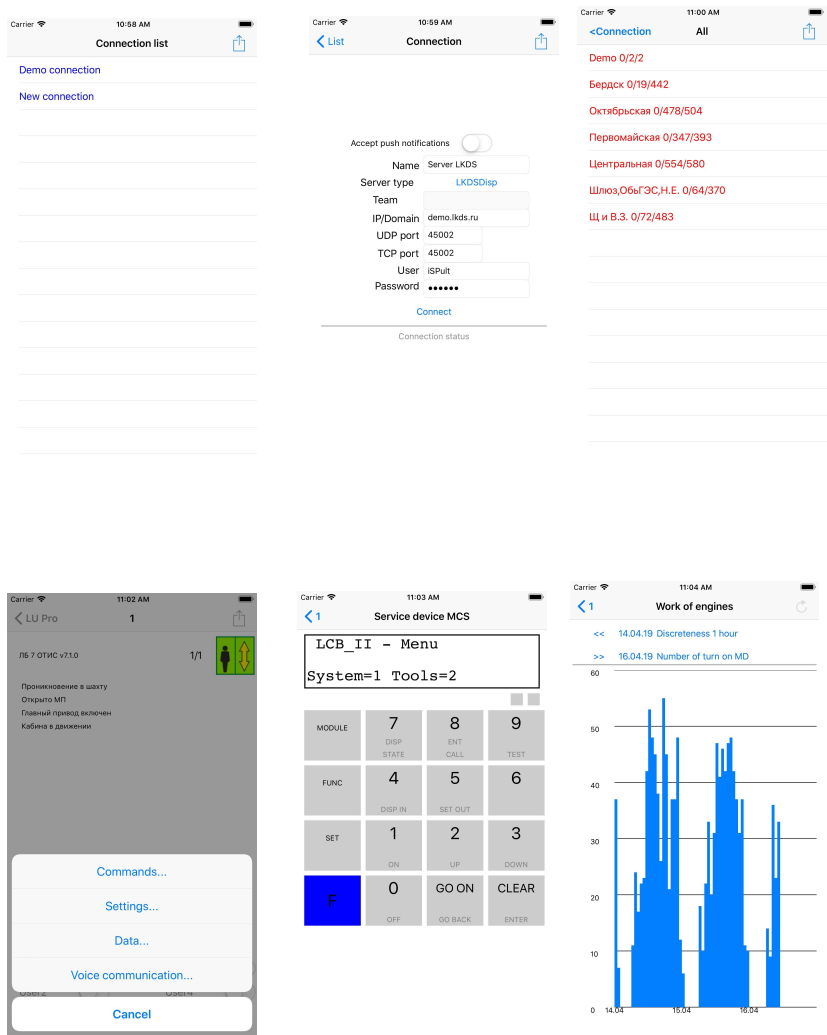 Carrier 10:58 AM
Connection list
Demo connection
New connection
Carrier 10:59 AM
List Connection
Accept push notifications
Name Server LKDS
Server type LKDSDisp
Team
IP/Domain demo.lkds.ru
UDP port 45002
TCP port 45002
User iSPult
Password ●●●●●●
Connect
Connection status
Carrier 11:00 AM
<Connection All
Demo 0/2/2
Бердск 0/19/442
Октябрьская 0/478/504
Первомайская 0/347/393
Центральная 0/554/580
Шлюз,ОбьГЭС,Н.Е. 0/64/370
Щ и В.З. 0/72/483
Carrier 11:02 AM
LU Pro 1
ЛБ 7 ОТИС v7.1.0 1/1
Проникновение в шахту
Открыто МП
Главный привод включен
Кабина в движении
Commands...
Settings...
Data...
Voice communication...
User2 User4
Cancel
Carrier 11:03 AM
1 Service device MCS
LCB_II - Menu
System=1 Tools=2
MODULE 7 8 9
DISP ENT
STATE CALL TEST
FUNC 4 5 6
DISP IN SET OUT
SET 1 2 3
ON UP DOWN
F 0 GO ON CLEAR
OFF GO BACK ENTER
Carrier 11:04 AM
1 Work of engines
<< 14.04.19 Discreteness 1 hour
>> 16.04.19 Number of turn on MD
60
50
40
30
20
10
0 14.04 15.04 16.04